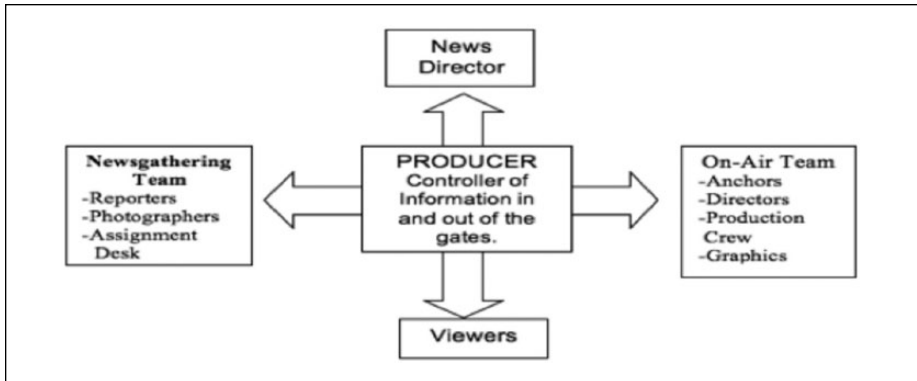 News
Director
Newsgathering
Team
-Reporters
-Photographers
-Assignment
Desk
PRODUCER
Controller of
Information in
and out of the
gates.
On-Air Team
-Anchors
-Directors
-Production
Crew
-Graphics
Viewers